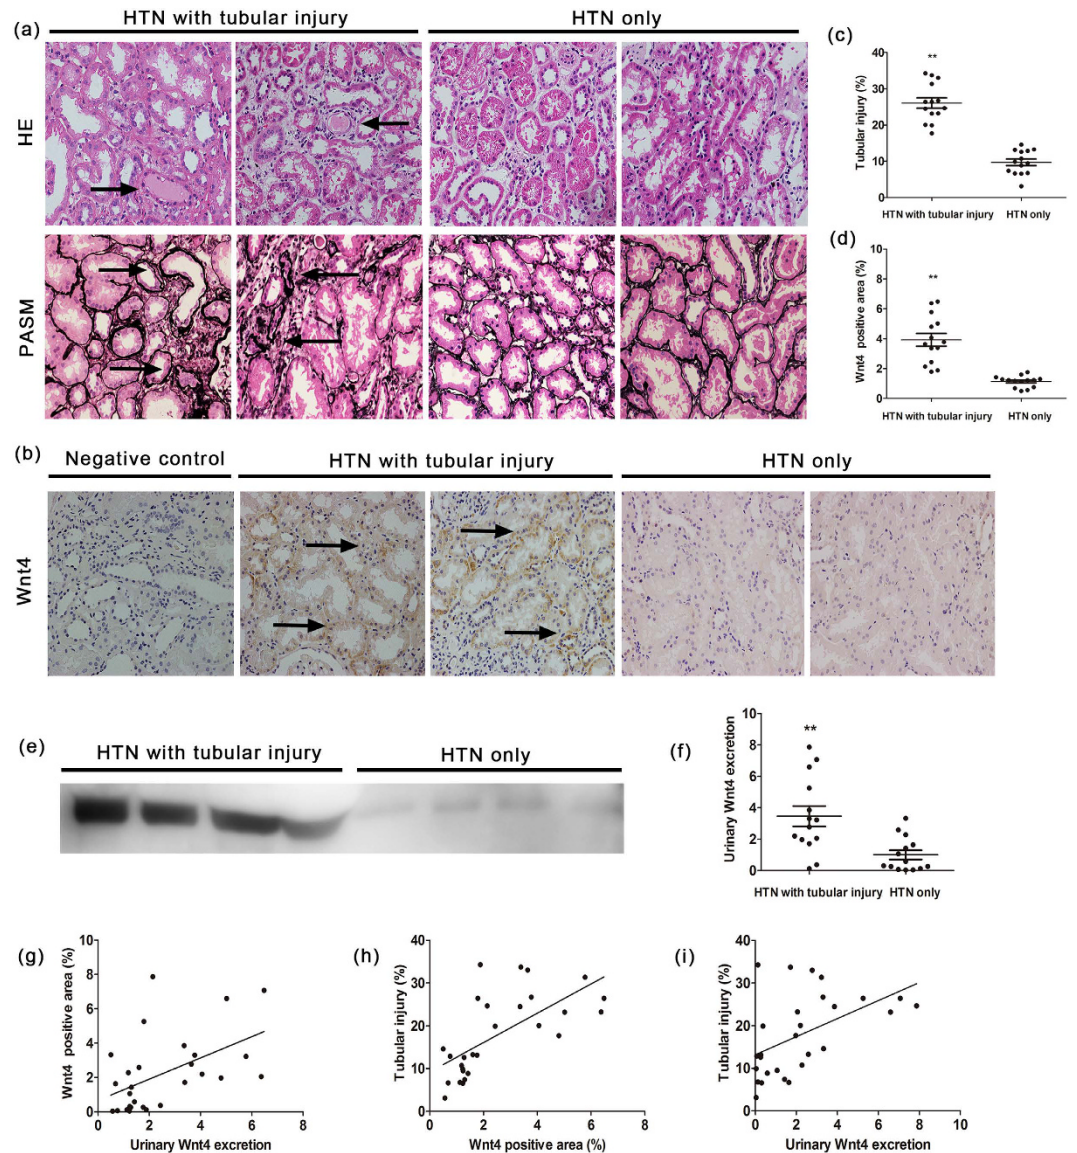 (a)
HTN with tubular injury
HTN only
HE
PASM
(b)
Negative control
HTN with tubular injury
HTN only
Wnt4
(c)
Tubular injury (%)
40
30
20
10
0
**
HTN with tubular injury
HTN only
(d)
Wnt4 positive area (%)
10
8
6
4
2
0
**
HTN with tubular injury
HTN only
(e)
HTN with tubular injury
HTN only
(f)
Urinary Wnt4 excretion
10
8
6
4
2
0
**
HTN with tubular injury
HTN only
(g)
Wnt4 positive area (%)
10
8
6
4
2
0
0 2 4 6 8
Urinary Wnt4 excretion
(h)
Tubular injury (%)
40
30
20
10
0
0 2 4 6 8
Wnt4 positive area (%)
(i)
Tubular injury (%)
40
30
20
10
0
0 2 4 6 8 10
Urinary Wnt4 excretion